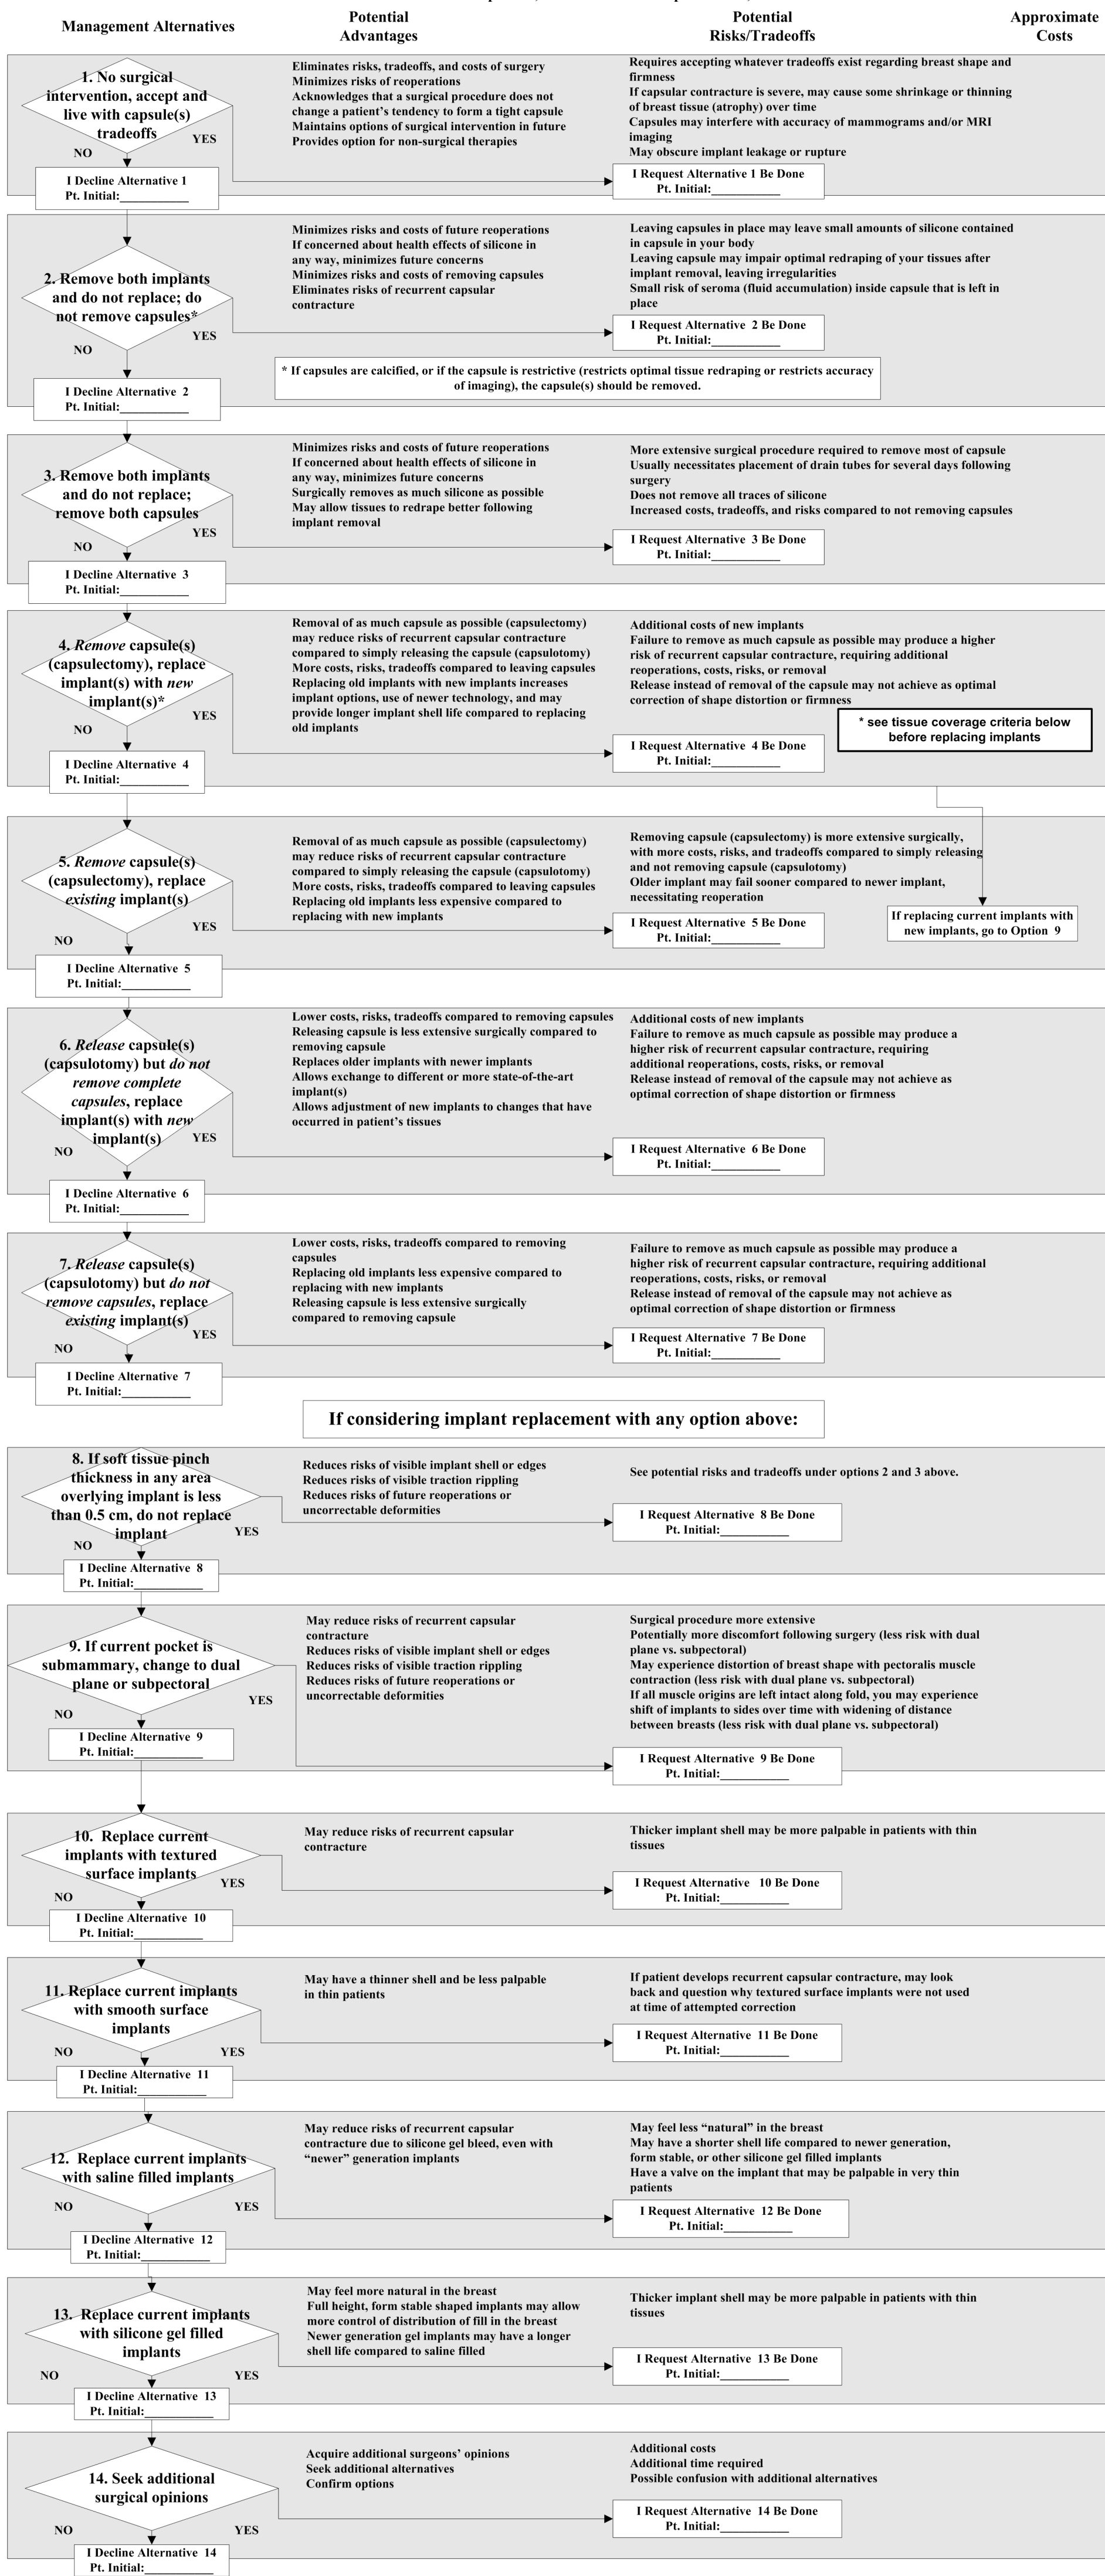 Management Alternatives
Potential
Advantages
Potential
Risks/Tradeoffs
Approximate
Costs
1. No surgical
intervention, accept and
live with capsule(s)
tradeoffs
YES
NO
Eliminates risks, tradeoffs, and costs of surgery
Minimizes risks of reoperations
Acknowledges that a surgical procedure does not
change a patient's tendency to form a tight capsule
Maintains options of surgical intervention in future
Provides option for non-surgical therapies
Requires accepting whatever tradeoffs exist regarding breast shape and
firmness
If capsular contracture is severe, may cause some shrinkage or thinning
of breast tissue (atrophy) over time
Capsules may interfere with accuracy of mammograms and/or MRI
imaging
May obscure implant leakage or rupture
I Decline Alternative 1
Pt. Initial:___________
I Request Alternative 1 Be Done
Pt. Initial:___________
2. Remove both implants
and do not replace; do
not remove capsules*
YES
NO
Minimizes risks and costs of future reoperations
If concerned about health effects of silicone in
any way, minimizes future concerns
Minimizes risks and costs of removing capsules
Eliminates risks of recurrent capsular
contracture
Leaving capsules in place may leave small amounts of silicone contained
in capsule in your body
Leaving capsule may impair optimal redraping of your tissues after
implant removal, leaving irregularities
Small risk of seroma (fluid accumulation) inside capsule that is left in
place
I Request Alternative 2 Be Done
Pt. Initial:___________
* If capsules are calcified, or if the capsule is restrictive (restricts optimal tissue redraping or restricts accuracy
of imaging), the capsule(s) should be removed.
I Decline Alternative 2
Pt. Initial:___________
3. Remove both implants
and do not replace;
remove both capsules
YES
NO
Minimizes risks and costs of future reoperations
If concerned about health effects of silicone in
any way, minimizes future concerns
Surgically removes as much silicone as possible
May allow tissues to redrape better following
implant removal
More extensive surgical procedure required to remove most of capsule
Usually necessitates placement of drain tubes for several days following
surgery
Does not remove all traces of silicone
Increased costs, tradeoffs, and risks compared to not removing capsules
I Request Alternative 3 Be Done
Pt. Initial:___________
I Decline Alternative 3
Pt. Initial:___________
4. Remove capsule(s)
(capsulectomy), replace
implant(s) with new
implant(s)*
YES
NO
Removal of as much capsule as possible (capsulectomy)
may reduce risks of recurrent capsular contracture
compared to simply releasing the capsule (capsulotomy)
More costs, risks, tradeoffs compared to leaving capsules
Replacing old implants with new implants increases
implant options, use of newer technology, and may
provide longer implant shell life compared to replacing
old implants
Additional costs of new implants
Failure to remove as much capsule as possible may produce a higher
risk of recurrent capsular contracture, requiring additional
reoperations, costs, risks, or removal
Release instead of removal of the capsule may not achieve as optimal
correction of shape distortion or firmness
* see tissue coverage criteria below
before replacing implants
I Request Alternative 4 Be Done
Pt. Initial:___________
I Decline Alternative 4
Pt. Initial:___________
5. Remove capsule(s)
(capsulectomy), replace
existing implant(s)
YES
NO
Removal of as much capsule as possible (capsulectomy)
may reduce risks of recurrent capsular contracture
compared to simply releasing the capsule (capsulotomy)
More costs, risks, tradeoffs compared to leaving capsules
Replacing old implants less expensive compared to
replacing with new implants
Removing capsule (capsulectomy) is more extensive surgically,
with more costs, risks, and tradeoffs compared to simply releasing
and not removing capsule (capsulotomy)
Older implant may fail sooner compared to newer implant,
necessitating reoperation
I Request Alternative 5 Be Done
Pt. Initial:___________
If replacing current implants with
new implants, go to Option 9
I Decline Alternative 5
Pt. Initial:___________
6. Release capsule(s)
(capsulotomy) but do not
remove complete
capsules, replace
implant(s) with new
implant(s)
YES
NO
Lower costs, risks, tradeoffs compared to removing capsules
Releasing capsule is less extensive surgically compared to
removing capsule
Replaces older implants with newer implants
Allows exchange to different or more state-of-the-art
implant(s)
Allows adjustment of new implants to changes that have
occurred in patient's tissues
Additional costs of new implants
Failure to remove as much capsule as possible may produce a
higher risk of recurrent capsular contracture, requiring
additional reoperations, costs, risks, or removal
Release instead of removal of the capsule may not achieve as
optimal correction of shape distortion or firmness
I Request Alternative 6 Be Done
Pt. Initial:___________
I Decline Alternative 6
Pt. Initial:___________
7. Release capsule(s)
(capsulotomy) but do not
remove capsules, replace
existing implant(s)
YES
NO
Lower costs, risks, tradeoffs compared to removing
capsules
Replacing old implants less expensive compared to
replacing with new implants
Releasing capsule is less extensive surgically
compared to removing capsule
Failure to remove as much capsule as possible may produce a
higher risk of recurrent capsular contracture, requiring additional
reoperations, costs, risks, or removal
Release instead of removal of the capsule may not achieve as
optimal correction of shape distortion or firmness
I Request Alternative 7 Be Done
Pt. Initial:___________
I Decline Alternative 7
Pt. Initial:___________
If considering implant replacement with any option above:
8. If soft tissue pinch
thickness in any area
overlying implant is less
than 0.5 cm, do not replace
implant
YES
NO
Reduces risks of visible implant shell or edges
Reduces risks of visible traction rippling
Reduces risks of future reoperations or
uncorrectable deformities
See potential risks and tradeoffs under options 2 and 3 above.
I Request Alternative 8 Be Done
Pt. Initial:___________
I Decline Alternative 8
Pt. Initial:___________
9. If current pocket is
submammary, change to dual
plane or subpectoral
YES
NO
May reduce risks of recurrent capsular
contracture
Reduces risks of visible implant shell or edges
Reduces risks of visible traction rippling
Reduces risks of future reoperations or
uncorrectable deformities
Surgical procedure more extensive
Potentially more discomfort following surgery (less risk with dual
plane vs. subpectoral)
May experience distortion of breast shape with pectoralis muscle
contraction (less risk with dual plane vs. subpectoral)
If all muscle origins are left intact along fold, you may experience
shift of implants to sides over time with widening of distance
between breasts (less risk with dual plane vs. subpectoral)
I Request Alternative 9 Be Done
Pt. Initial:___________
I Decline Alternative 9
Pt. Initial:___________
10. Replace current
implants with textured
surface implants
YES
NO
May reduce risks of recurrent capsular
contracture
Thicker implant shell may be more palpable in patients with thin
tissues
I Request Alternative 10 Be Done
Pt. Initial:___________
I Decline Alternative 10
Pt. Initial:___________
11. Replace current implants
with smooth surface
implants
YES
NO
May have a thinner shell and be less palpable
in thin patients
If patient develops recurrent capsular contracture, may look
back and question why textured surface implants were not used
at time of attempted correction
I Request Alternative 11 Be Done
Pt. Initial:___________
I Decline Alternative 11
Pt. Initial:___________
12. Replace current implants
with saline filled implants
NO
YES
May reduce risks of recurrent capsular
contracture due to silicone gel bleed, even with
“newer” generation implants
May feel less “natural” in the breast
May have a shorter shell life compared to newer generation,
form stable, or other silicone gel filled implants
Have a valve on the implant that may be palpable in very thin
patients
I Request Alternative 12 Be Done
Pt. Initial:___________
I Decline Alternative 12
Pt. Initial:___________
13. Replace current implants
with silicone gel filled
implants
NO
YES
May feel more natural in the breast
Full height, form stable shaped implants may allow
more control of distribution of fill in the breast
Newer generation gel implants may have a longer
shell life compared to saline filled
Thicker implant shell may be more palpable in patients with thin
tissues
I Request Alternative 13 Be Done
Pt. Initial:___________
I Decline Alternative 13
Pt. Initial:___________
14. Seek additional
surgical opinions
NO
YES
Acquire additional surgeons' opinions
Seek additional alternatives
Confirm options
Additional costs
Additional time required
Possible confusion with additional alternatives
I Request Alternative 14 Be Done
Pt. Initial:___________
I Decline Alternative 14
Pt. Initial:___________